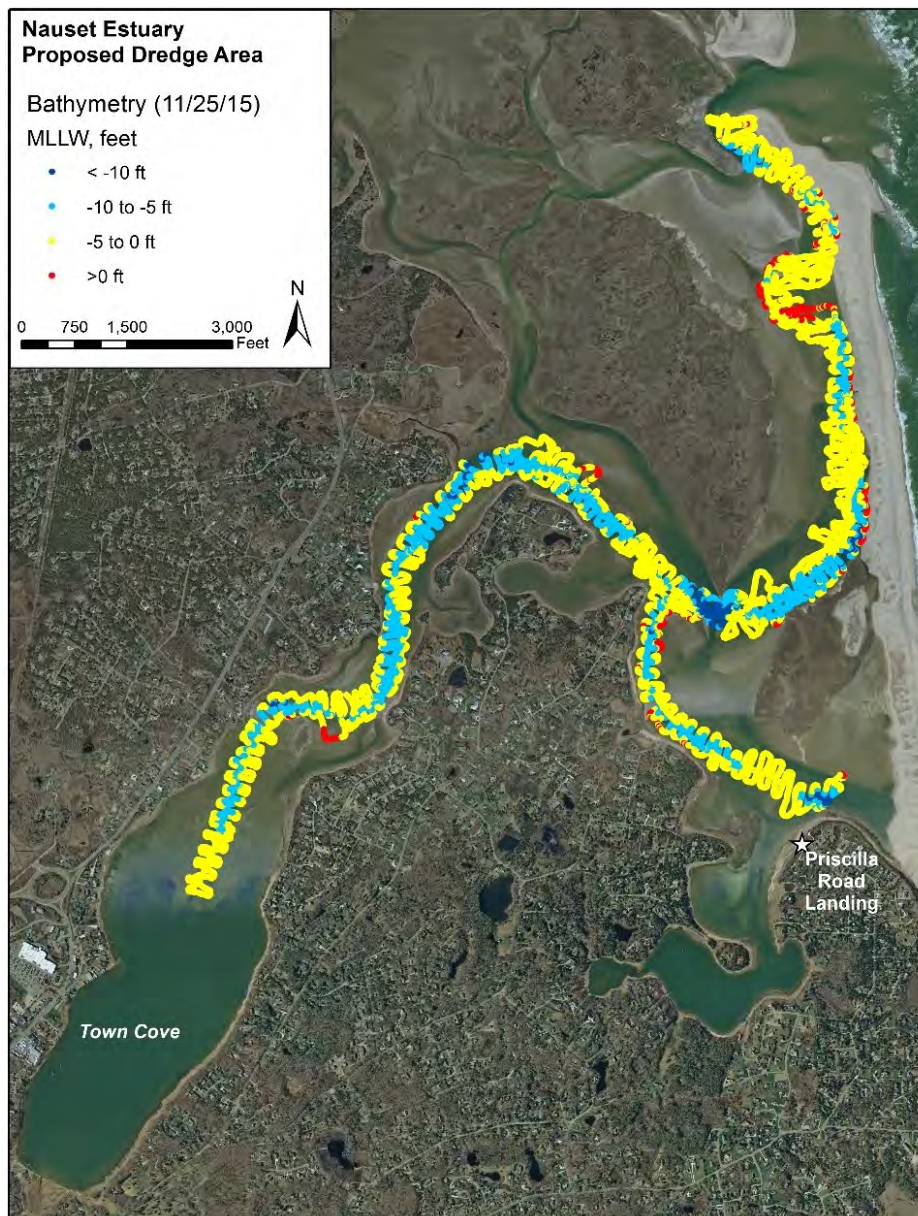 Nauset Estuary
Proposed Dredge Area
Bathymetry (11/25/15)
MLLW, feet
< -10 ft
-10 to -5 ft
-5 to 0 ft
>0 ft
N
0 750 1,500 3,000
Feet
Priscilla
Road
Landing
Town Cove